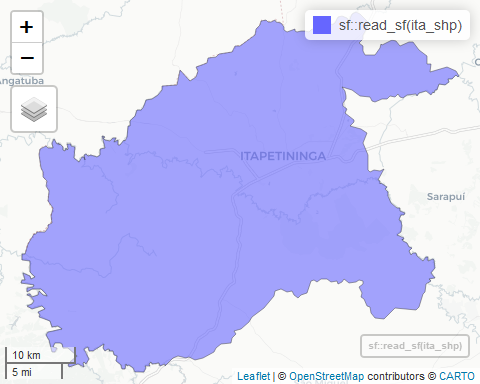 +
sf::read_sf(ita_shp)
−
Angatuba
ITAPETININGA
Sarapuí
sf::read_sf(ita_shp)
10 km
5 mi
Leaflet | © OpenStreetMap contributors © CARTO